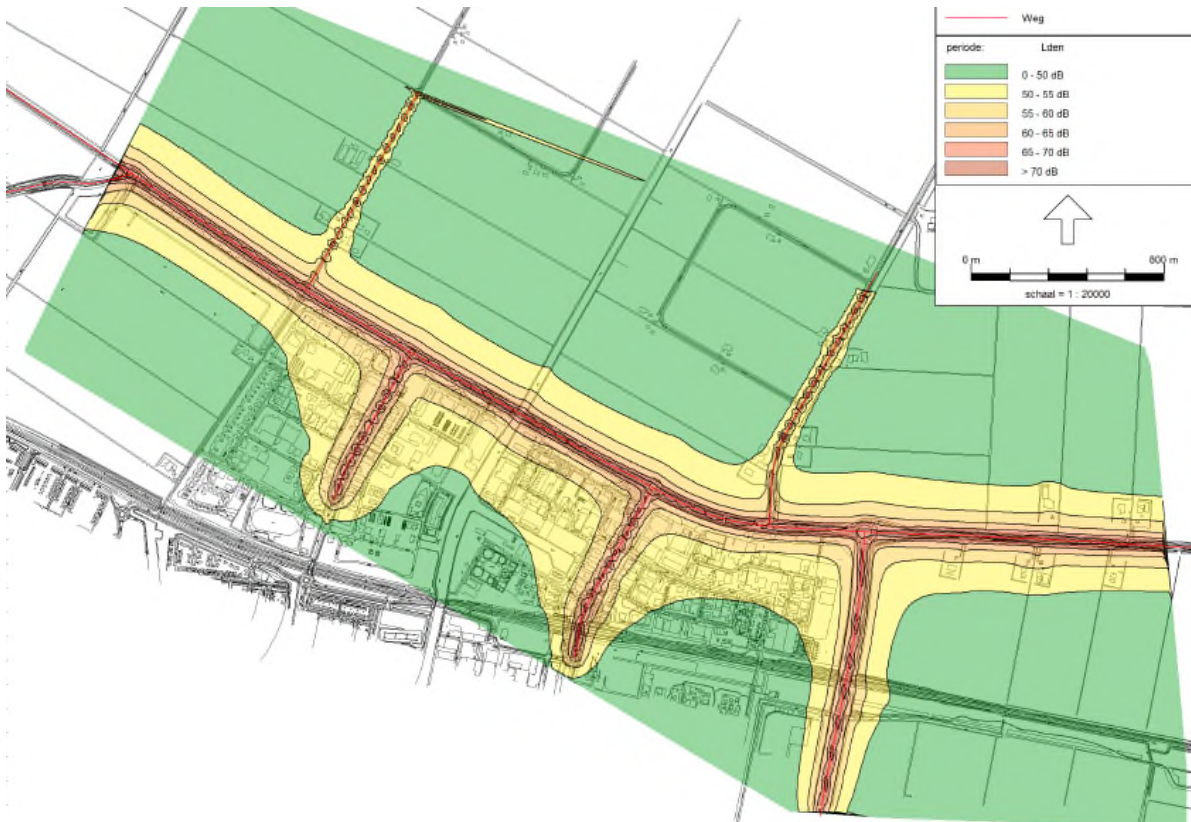 Weg
periode: Lden
0 - 50 dB
50 - 55 dB
55 - 60 dB
60 - 65 dB
65 - 70 dB
> 70 dB
0 m 800 m
schaal = 1 : 20000